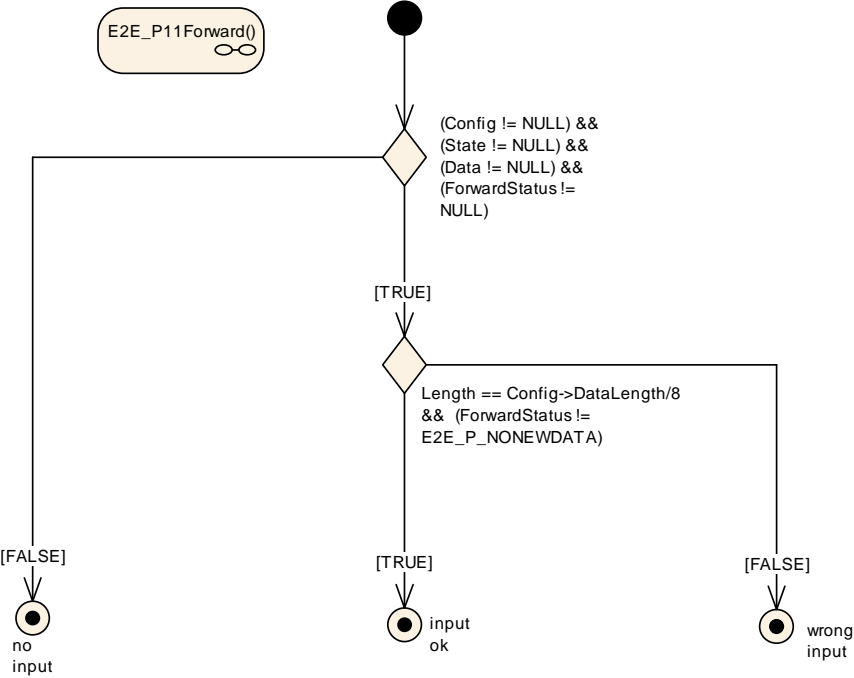 E2E_P11Forward()
(Config != NULL) &&
(State != NULL) &&
(Data != NULL) &&
(ForwardStatus !=
NULL)
[TRUE]
Length == Config->DataLength/8
&&  (ForwardStatus !=
E2E_P_NONEWDATA)
[FALSE]
[TRUE]
[FALSE]
no
input
input
ok
wrong
input